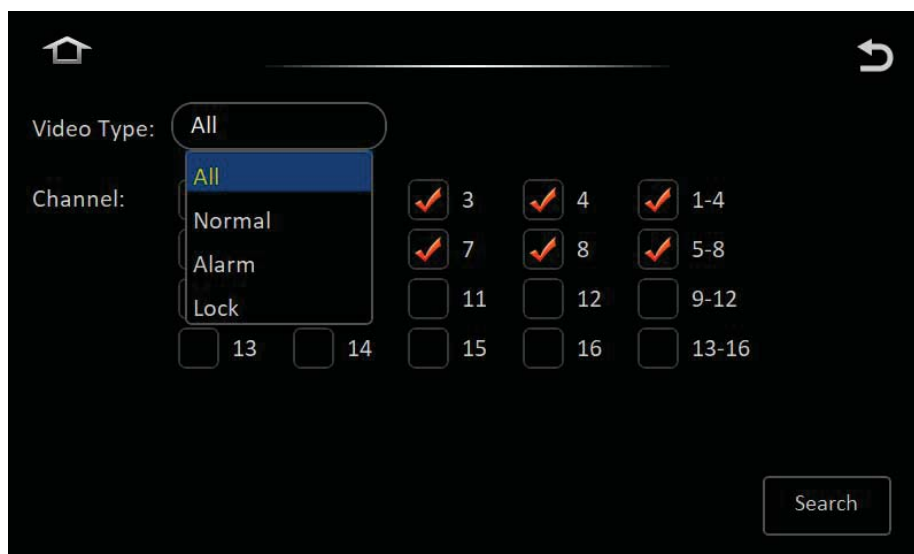 Video Type: All
All
Channel: 3 4 1-4
Normal
7 8 5-8
Alarm
11 12 9-12
Lock
13 14 15 16 13-16
Search